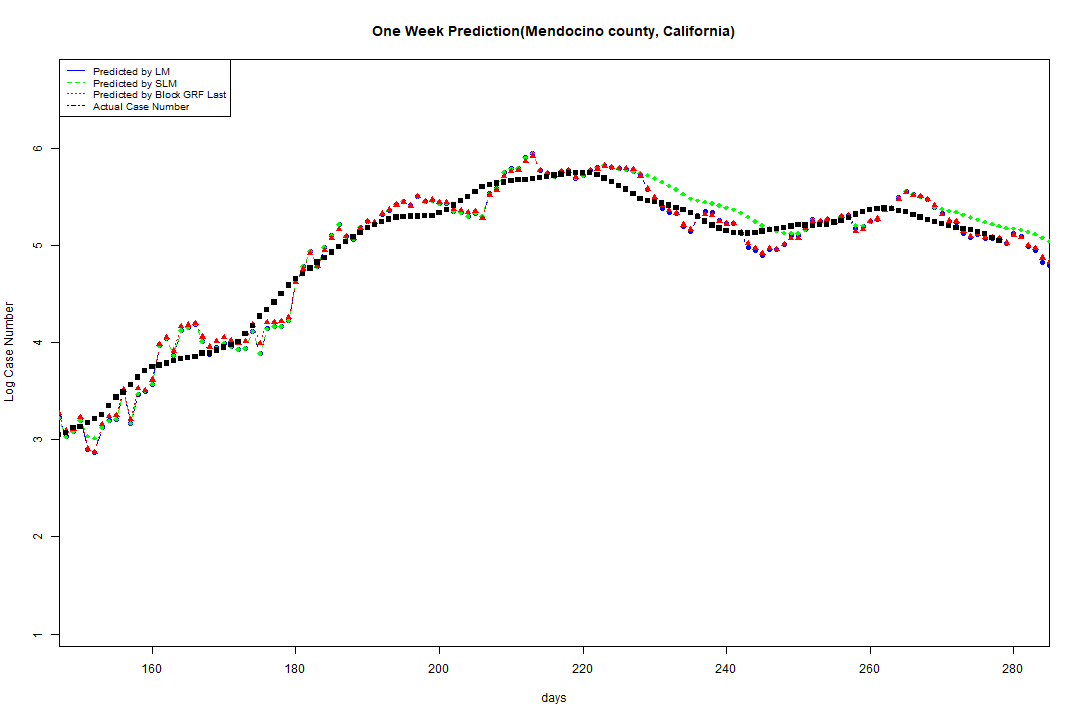 One Week Prediction(Mendocino county, California)
Predicted by LM
Predicted by SLM
Predicted by Block GRF Last
Actual Case Number
6
5
4
3
2
1
Log Case Number
160 180 200 220 240 260 280
days